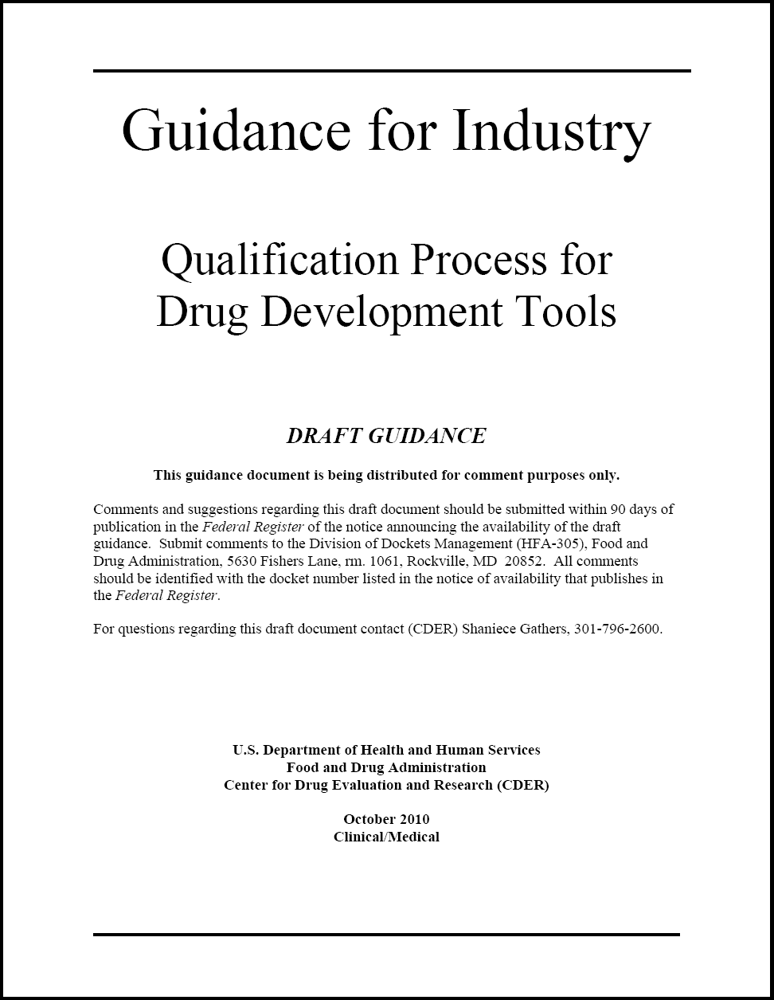 Guidance for Industry
Qualification Process for
Drug Development Tools
DRAFT GUIDANCE
This guidance document is being distributed for comment purposes only.
Comments and suggestions regarding this draft document should be submitted within 90 days of
publication in the Federal Register of the notice announcing the availability of the draft
guidance.  Submit comments to the Division of Dockets Management (HFA-305), Food and
Drug Administration, 5630 Fishers Lane, rm. 1061, Rockville, MD  20852.  All comments
should be identified with the docket number listed in the notice of availability that publishes in
the Federal Register.
For questions regarding this draft document contact (CDER) Shaniece Gathers, 301-796-2600.
U.S. Department of Health and Human Services
Food and Drug Administration
Center for Drug Evaluation and Research (CDER)
October 2010
Clinical/Medical